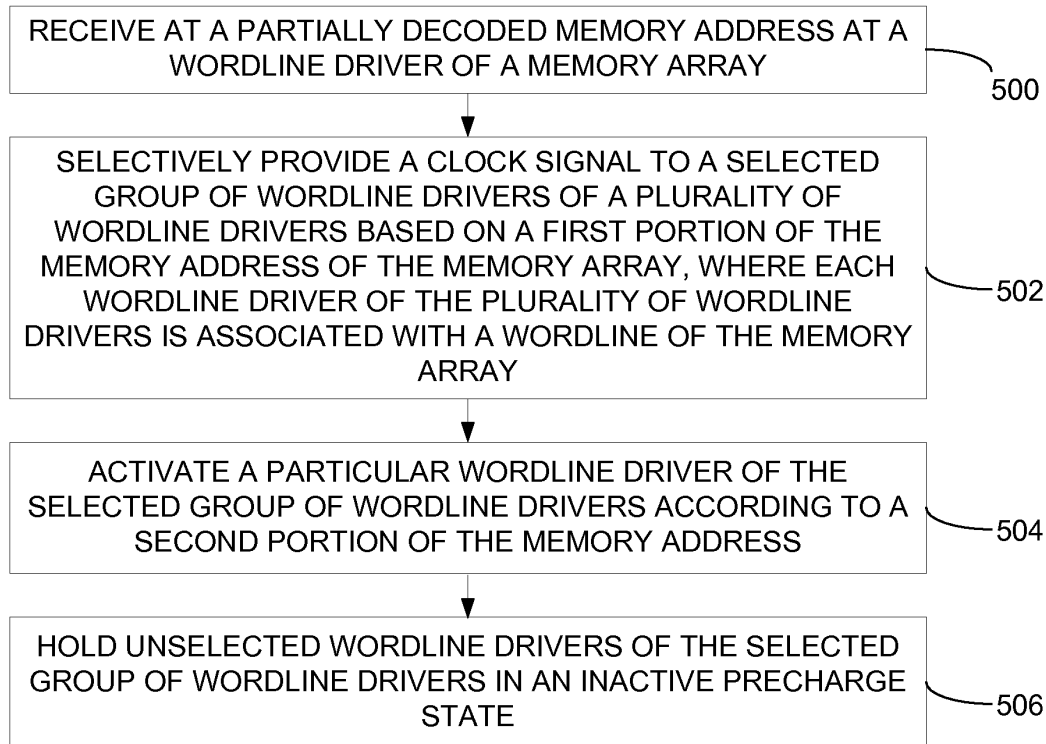 RECEIVE AT A PARTIALLY DECODED MEMORY ADDRESS AT A
WORDLINE DRIVER OF A MEMORY ARRAY
500
SELECTIVELY PROVIDE A CLOCK SIGNAL TO A SELECTED
GROUP OF WORDLINE DRIVERS OF A PLURALITY OF
WORDLINE DRIVERS BASED ON A FIRST PORTION OF THE
MEMORY ADDRESS OF THE MEMORY ARRAY, WHERE EACH
WORDLINE DRIVER OF THE PLURALITY OF WORDLINE
DRIVERS IS ASSOCIATED WITH A WORDLINE OF THE MEMORY
ARRAY
502
ACTIVATE A PARTICULAR WORDLINE DRIVER OF THE
SELECTED GROUP OF WORDLINE DRIVERS ACCORDING TO A
SECOND PORTION OF THE MEMORY ADDRESS
504
HOLD UNSELECTED WORDLINE DRIVERS OF THE SELECTED
GROUP OF WORDLINE DRIVERS IN AN INACTIVE PRECHARGE
STATE
506